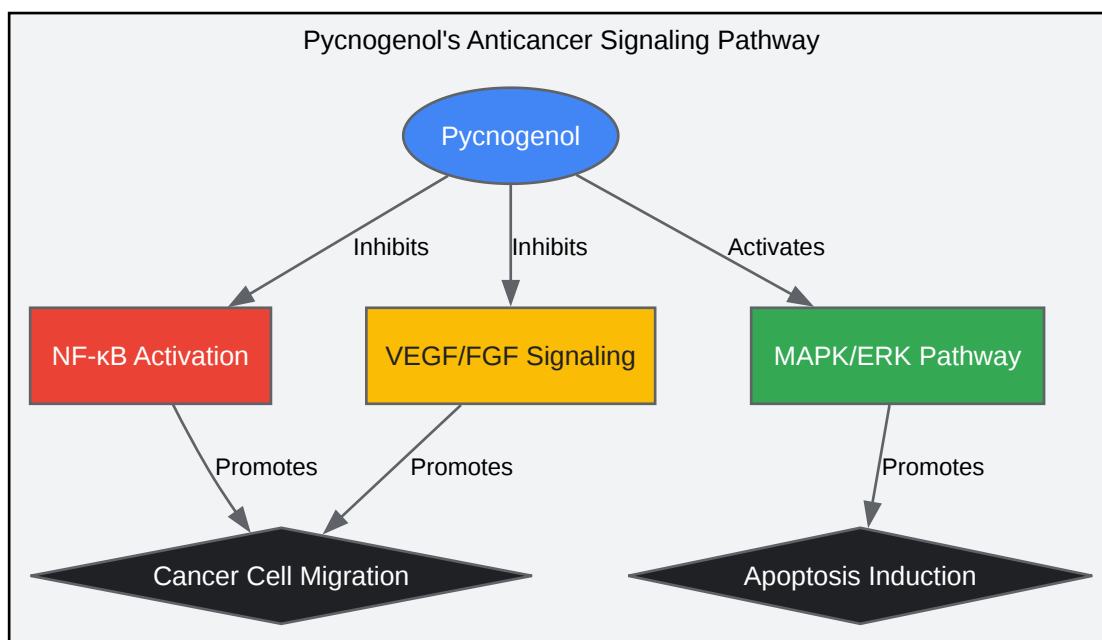 Pycnogenol's Anticancer Signaling Pathway
Pycnogenol
Inhibits
Inhibits
Activates
NF-κB Activation
VEGF/FGF Signaling
MAPK/ERK Pathway
Promotes
Promotes
Promotes
Cancer Cell Migration
Apoptosis Induction